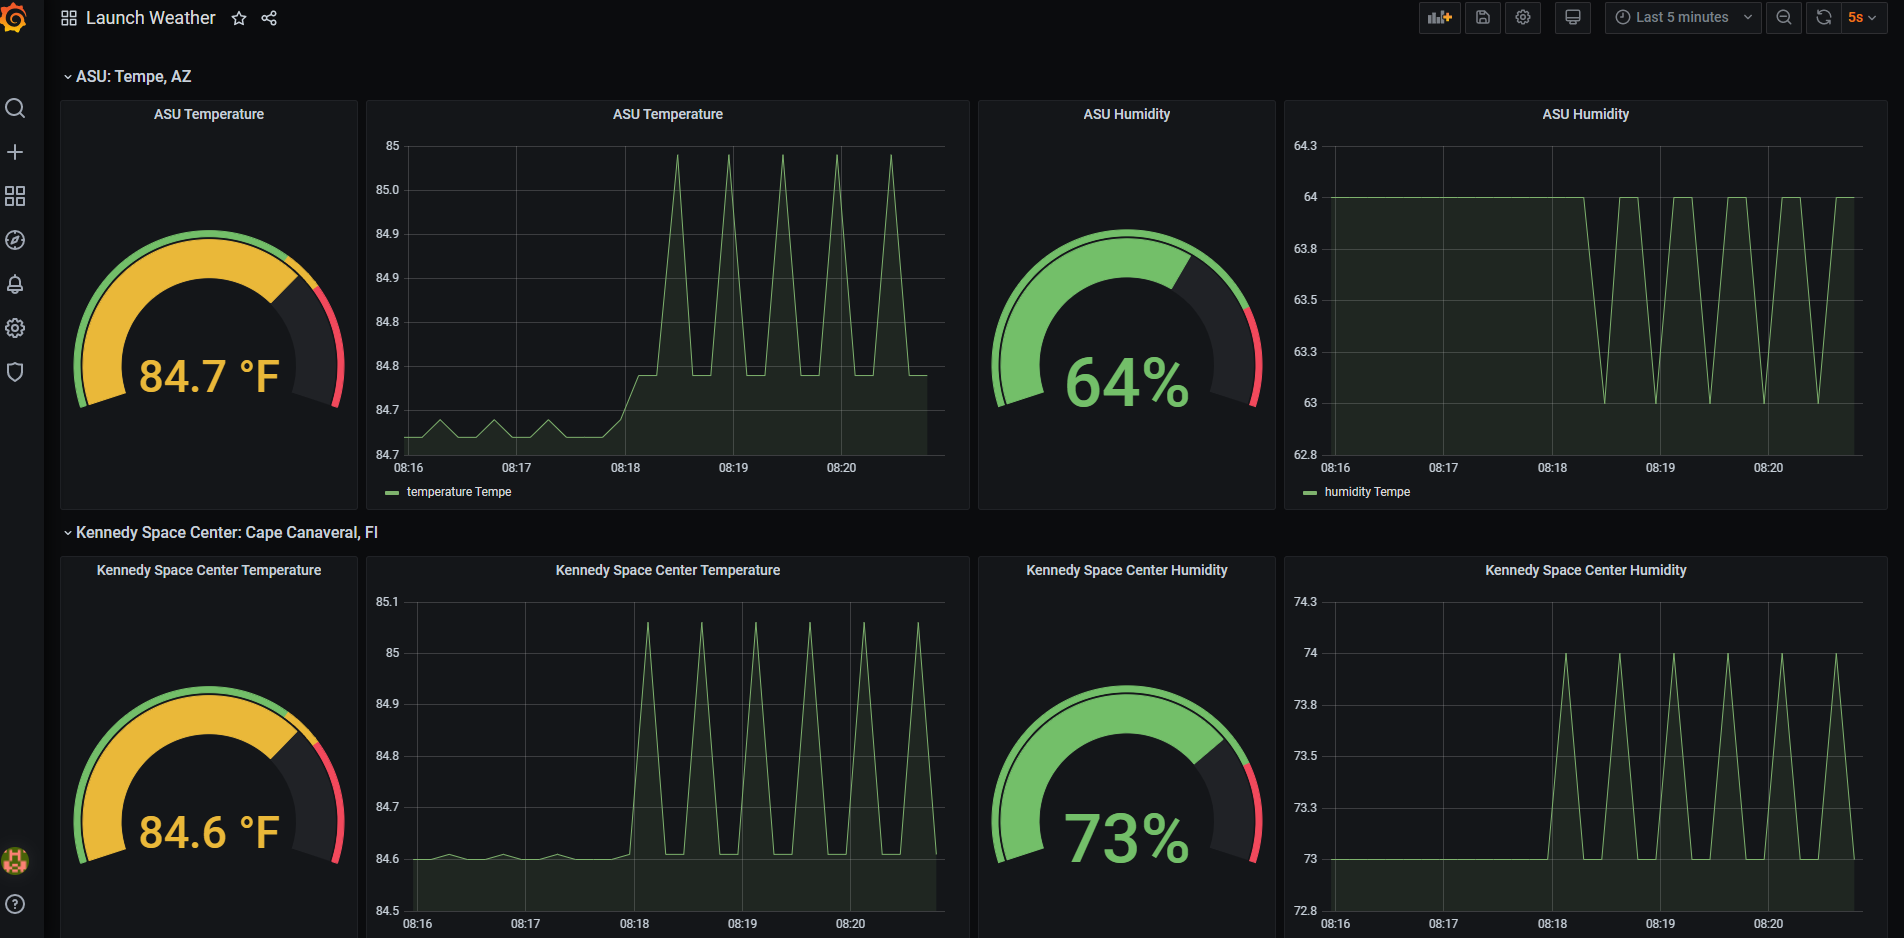 Launch Weather
Last 5 minutes
5s
ASU: Tempe, AZ
ASU Temperature
84.7 °F
ASU Temperature
85
85.0
84.9
84.9
84.8
84.8
84.7
84.7
08:16 08:17 08:18 08:19 08:20
temperature Tempe
ASU Humidity
64%
ASU Humidity
64.3
64
63.8
63.5
63.3
63
62.8
08:16 08:17 08:18 08:19 08:20
humidity Tempe
Kennedy Space Center: Cape Canaveral, Fl
Kennedy Space Center Temperature
84.6 °F
Kennedy Space Center Temperature
85.1
85
84.9
84.8
84.7
84.6
84.5
08:16 08:17 08:18 08:19 08:20
Kennedy Space Center Humidity
73%
Kennedy Space Center Humidity
74.3
74
73.8
73.5
73.3
73
72.8
08:16 08:17 08:18 08:19 08:20